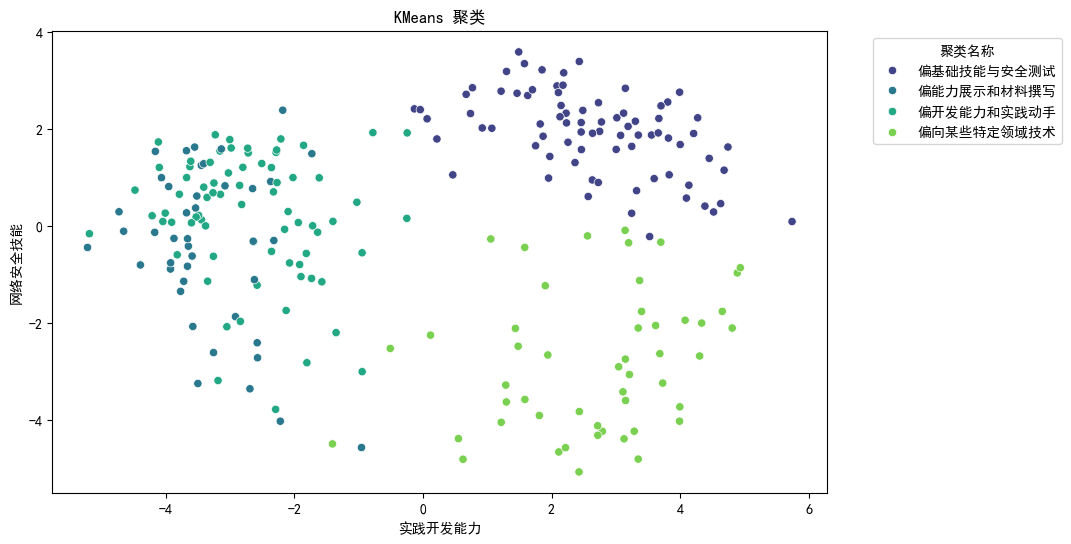 KMeans 聚类
聚类名称
偏基础技能与安全测试
偏能力展示和材料撰写
偏开发能力和实践动手
偏向某些特定领域技术
网络安全技能
4
2
0
−2
−4
−4
−2
0
2
4
6
实践开发能力